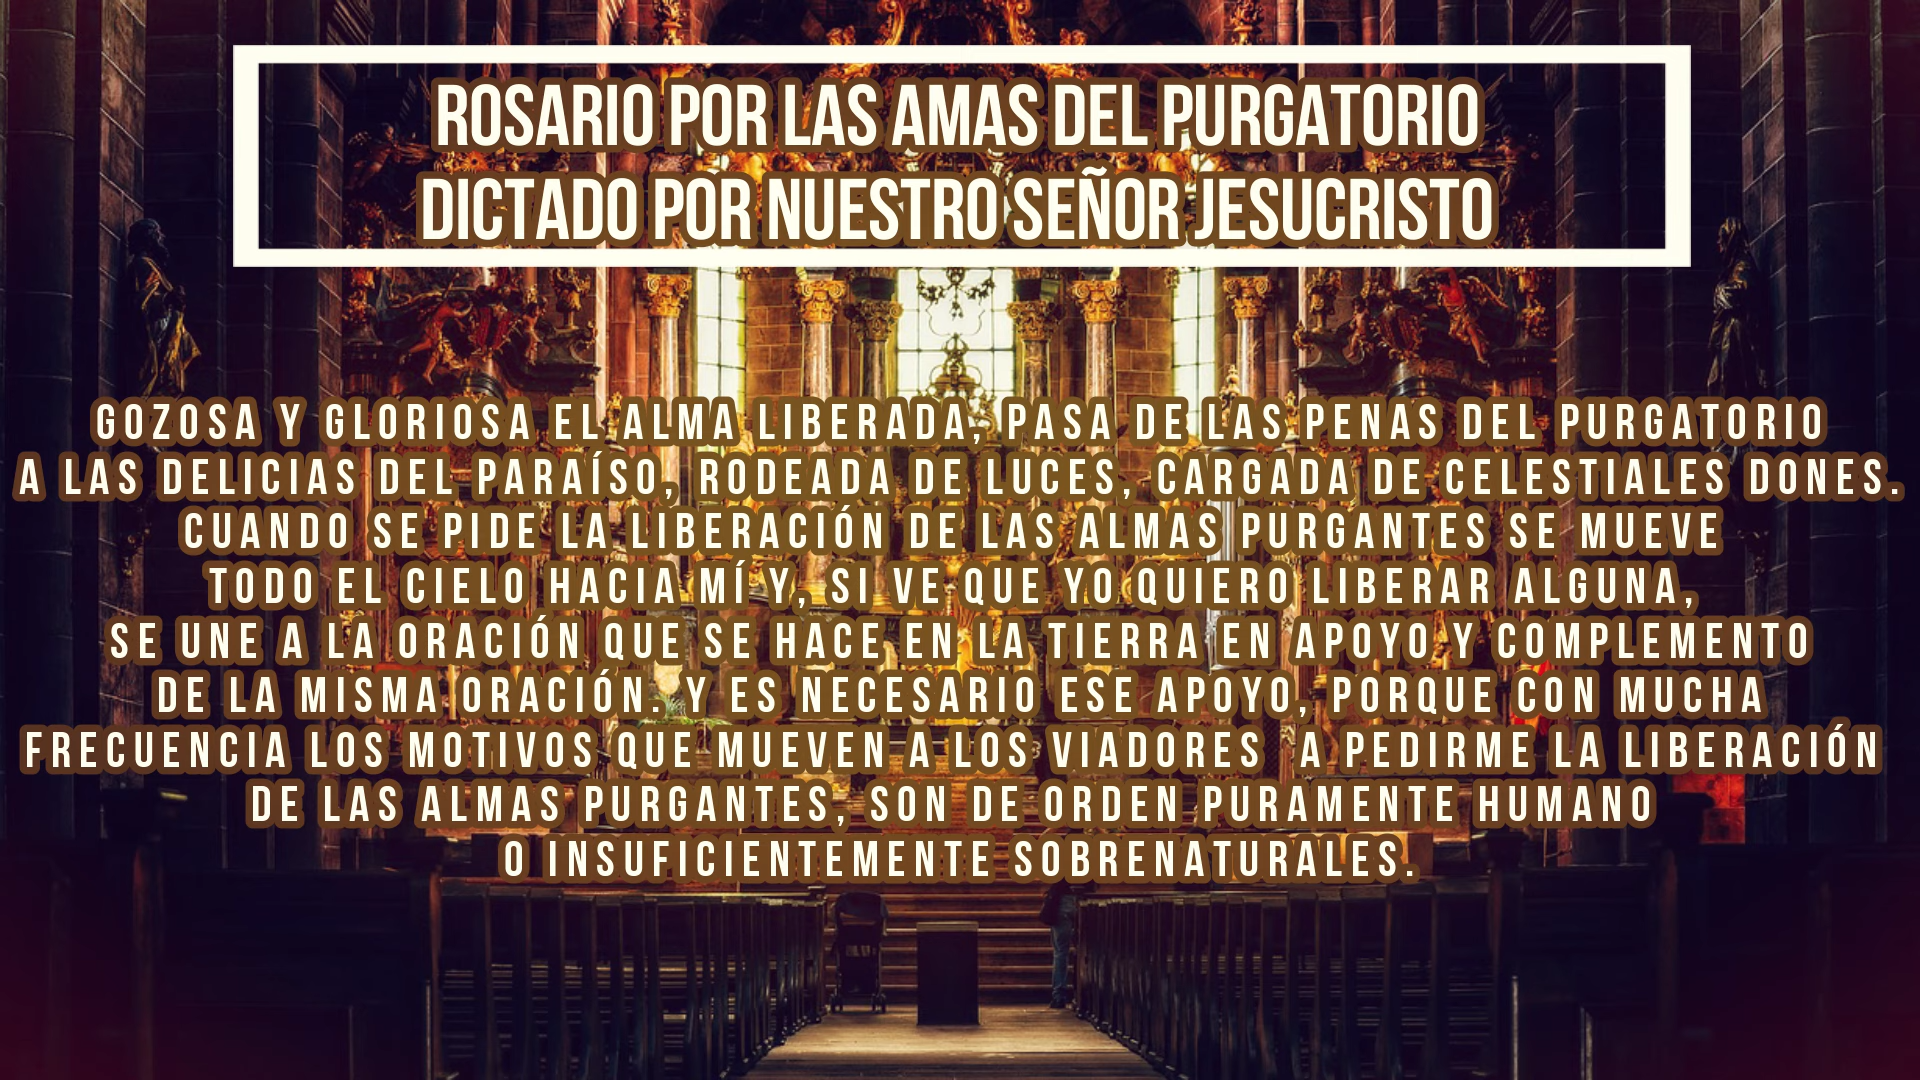 ROSARIO POR LAS AMAS DEL PURGATORIO
DICTADO POR NUESTRO SEÑOR JESUCRISTO
GOZOSA Y GLORIOSA EL ALMA LIBERADA, PASA DE LAS PENAS DEL PURGATORIO
A LAS DELICIAS DEL PARAÍSO, RODEADA DE LUCES, CARGADA DE CELESTIALES DONES.
CUANDO SE PIDE LA LIBERACIÓN DE LAS ALMAS PURGANTES SE MUEVE
TODO EL CIELO HACIA MÍ Y, SI VE QUE YO QUIERO LIBERAR ALGUNA,
SE UNE A LA ORACIÓN QUE SE HACE EN LA TIERRA EN APOYO Y COMPLEMENTO
DE LA MISMA ORACIÓN. Y ES NECESARIO ESE APOYO, PORQUE CON MUCHA
FRECUENCIA LOS MOTIVOS QUE MUEVEN A LOS VIADORES A PEDIRME LA LIBERACIÓN
DE LAS ALMAS PURGANTES, SON DE ORDEN PURAMENTE HUMANO
O INSUFICIENTEMENTE SOBRENATURALES.